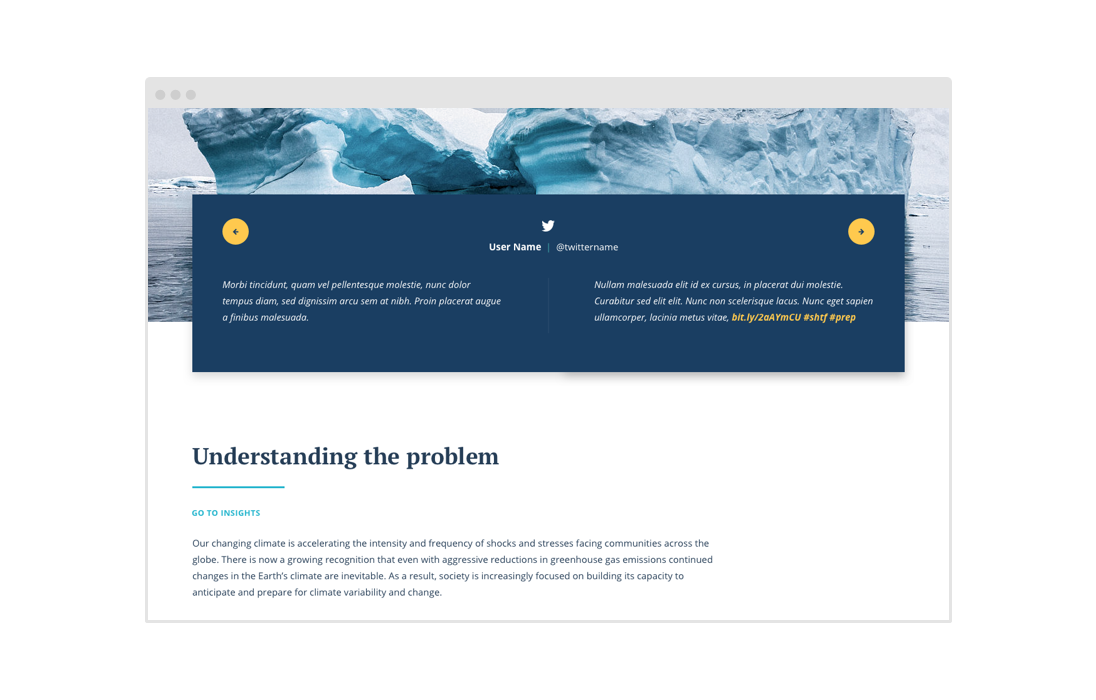 User Name | @twittername
Morbi tincidunt, quam vel pellentesque molestie, nunc dolor
tempus diam, sed dignissim arcu sem at nibh. Proin placerat augue
a finibus malesuada.
Nullam malesuada elit id ex cursus, in placerat dui molestie.
Curabitur sed elit elit. Nunc non scelerisque lacus. Nunc eget sapien
ullamcorper, lacinia metus vitae, bit.ly/2aAYmCU #shtf #prep
Understanding the problem
GO TO INSIGHTS
Our changing climate is accelerating the intensity and frequency of shocks and stresses facing communities across the
globe. There is now a growing recognition that even with aggressive reductions in greenhouse gas emissions continued
changes in the Earth's climate are inevitable. As a result, society is increasingly focused on building its capacity to
anticipate and prepare for climate variability and change.